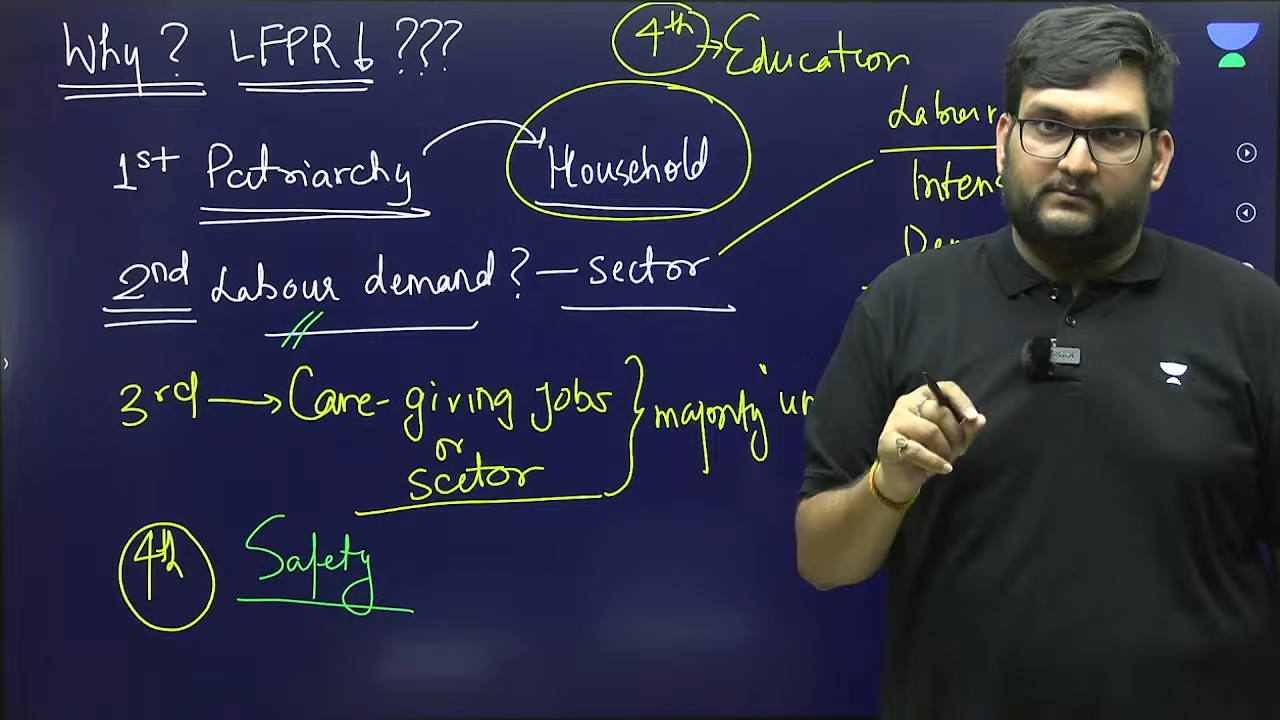 Why? LFPR↓ ???
4th → Education
1st Patriarchy
Household
Labour
2nd Labour demand? — sector
3rd → Care-giving jobs
or
sector
majority
4th Safety